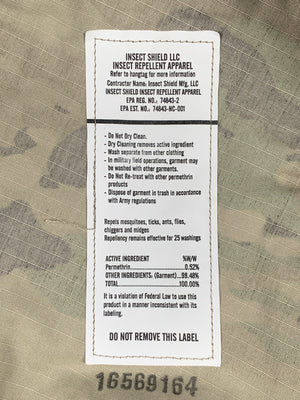 INSECT SHIELD LLC
INSECT REPELLENT APPAREL
Refer to hangtag for more information
Contractor Name: Insect Shield Mfg, LLC
INSECT SHIELD INSECT REPELLENT APPAREL
EPA REG. NO.: 74843-2
EPA EST. NO.: 74843-NC-001
- Do Not Dry Clean.
- Dry Cleaning removes active ingredient
- Wash separate from other clothing
- In military field operations, garment
may be washed with other
garments.
- Do Not Re-treat with other permethrin
products
- Dispose of garment in trash in accordance
with Army regulations
Repels mosquitoes, ticks, ants, flies,
chiggers and midges
Repellency remains effective for 25 washings
ACTIVE INGREDIENT %W/W
Permethrin 0.52%
OTHER INGREDIENTS: (Garment) 99.48%
TOTAL 100.00%
It is a violation of Federal Law to use this
product in a manner inconsistent with its
labeling.
DO NOT REMOVE THIS LABEL
16569164